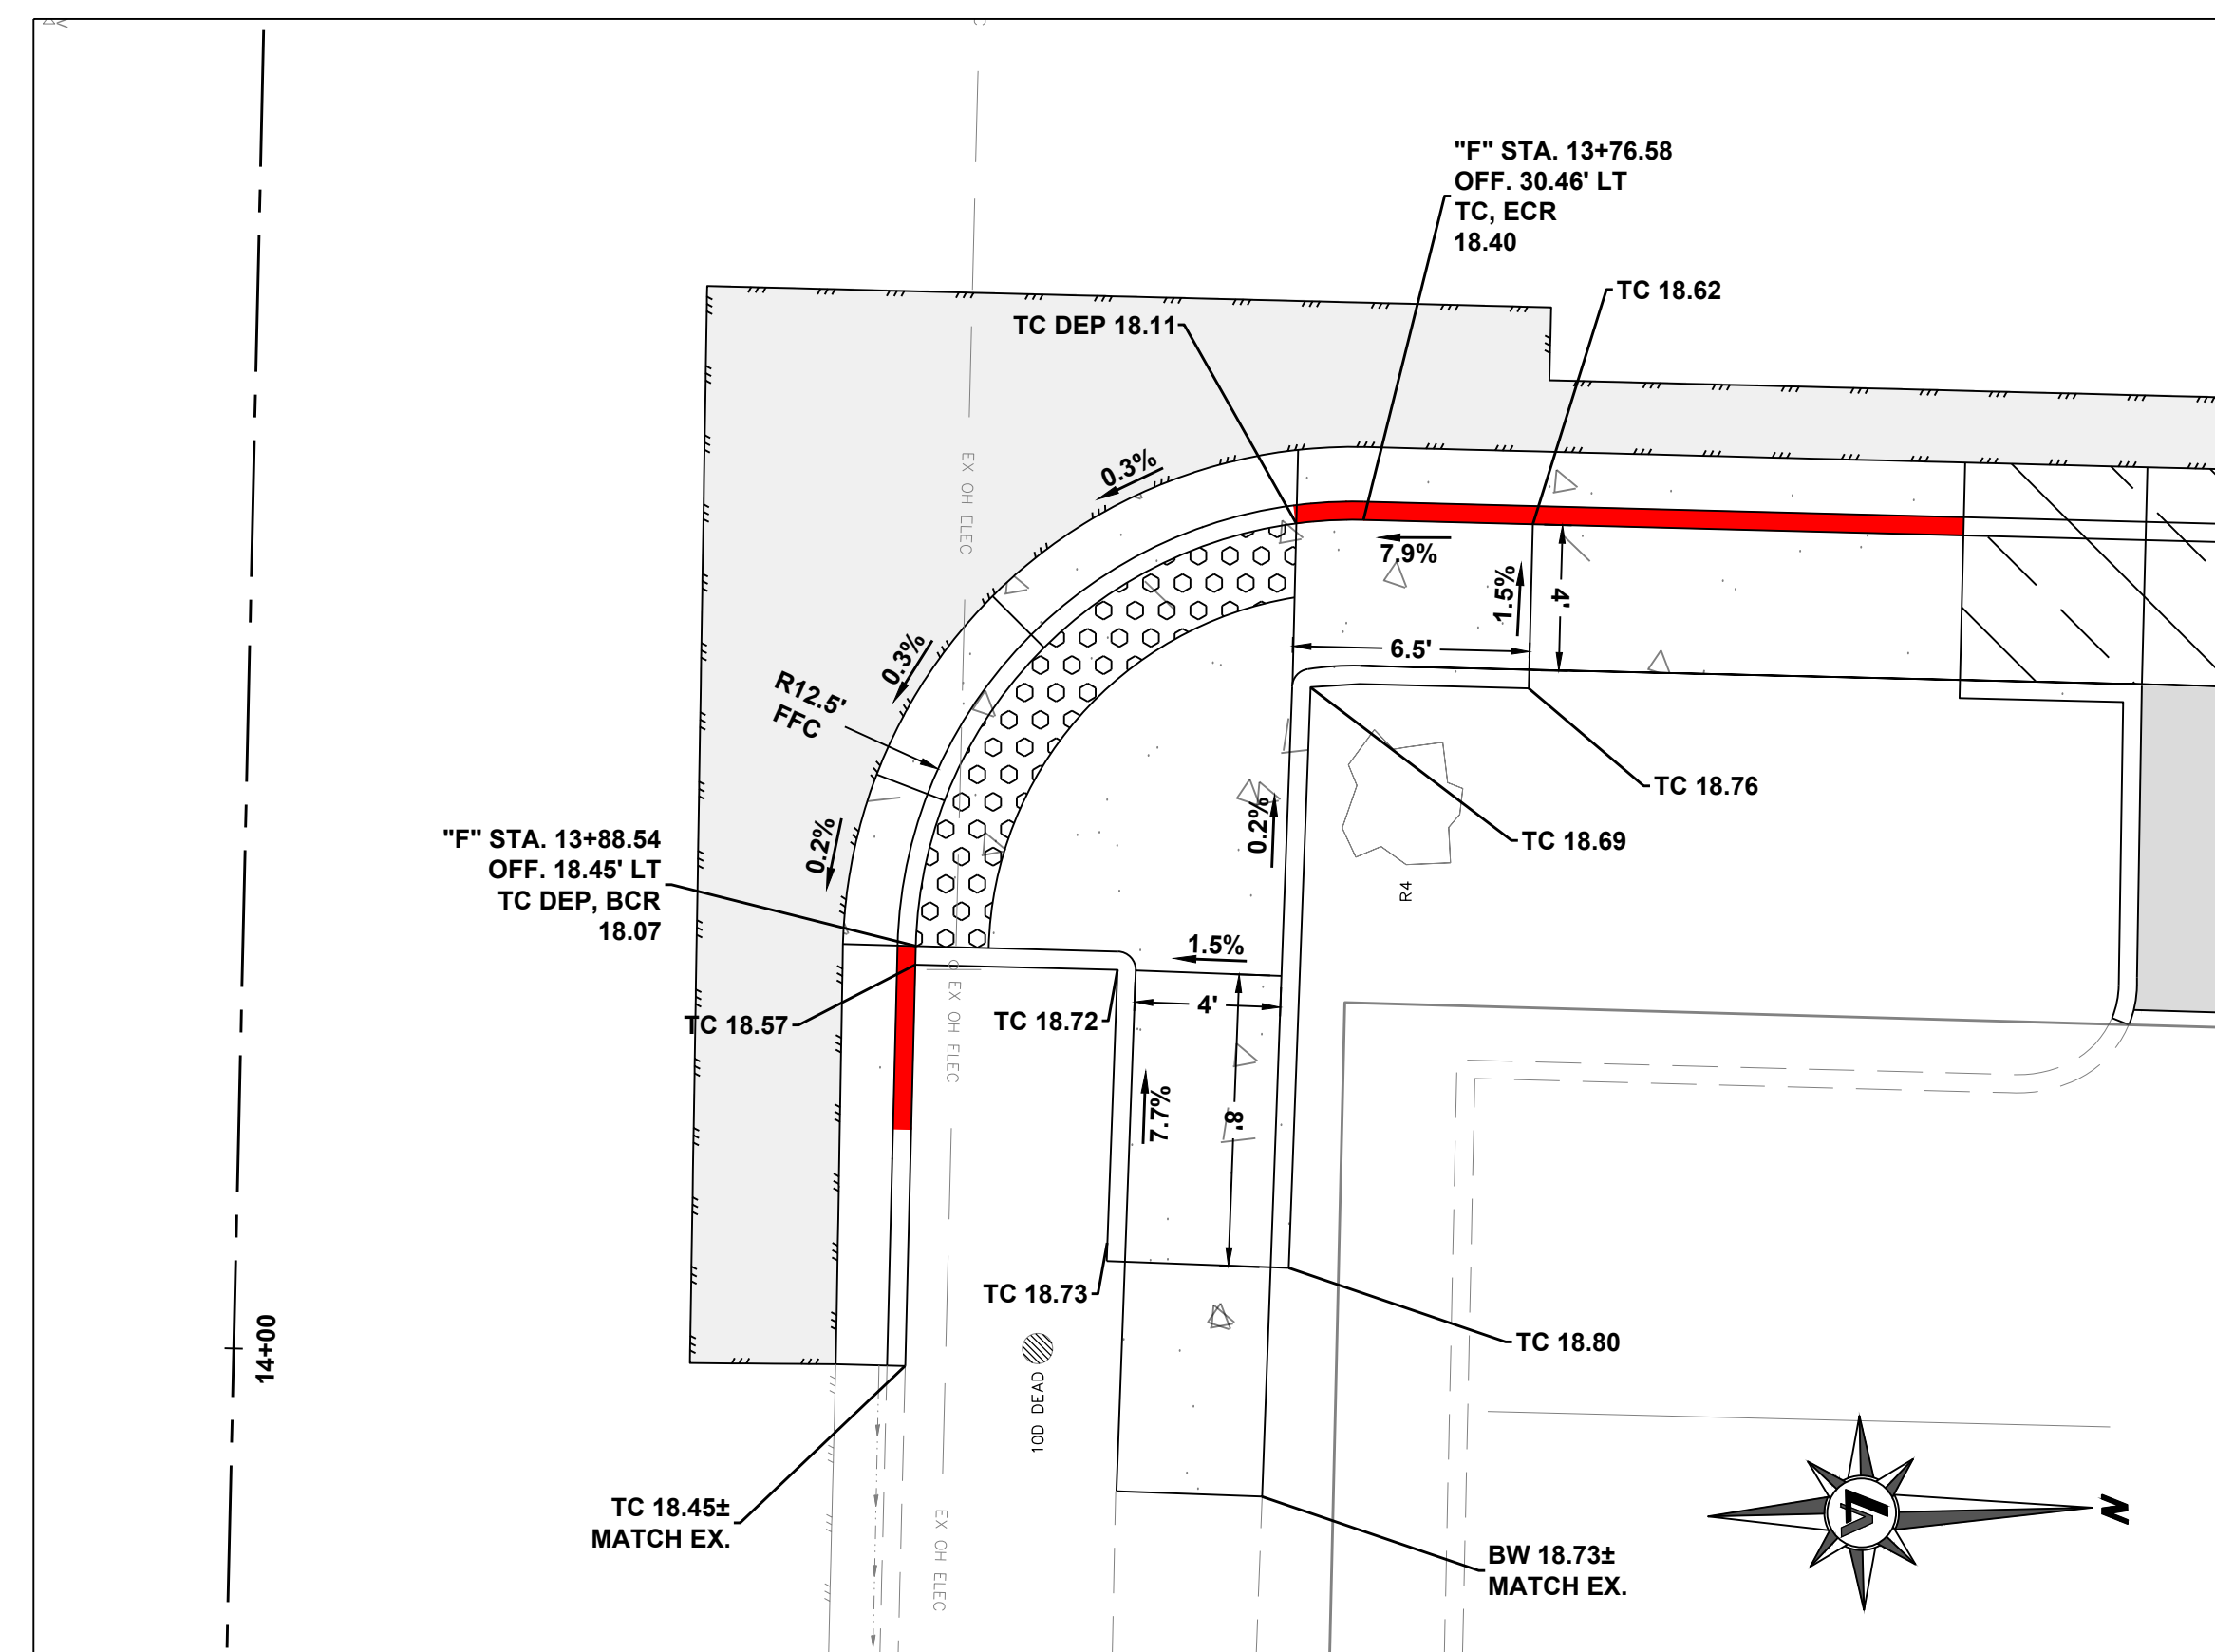 "F" STA. 13+76.58
OFF. 30.46' LT
TC, ECR
18.40
TC 18.62
TC DEP 18.11
0.3%
EX OH ELEC
7.9%
1.5%
4'
6.5'
0.3%
R12.5'
FFC
TC 18.76
0.2%
0.2%
TC 18.69
R4
"F" STA. 13+88.54
OFF. 18.45' LT
TC DEP, BCR
18.07
1.5%
4'
TC 18.57
TC 18.72
EX OH ELEC
7.7%
8'
TC 18.73
TC 18.80
14+00
10D DEAD
TC 18.45±
MATCH EX.
EX OH ELEC
BW 18.73±
MATCH EX.
N